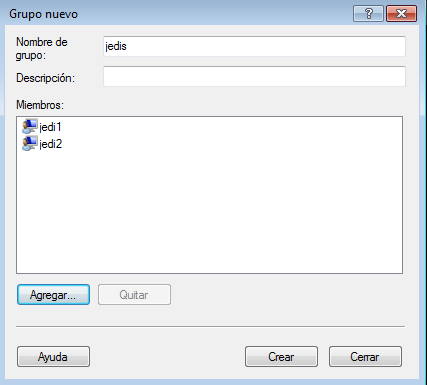 Grupo nuevo
?
Nombre de
grupo:
jedis
Descripción:
Miembros:
jedi1
jedi2
Agregar...
Quitar
Ayuda
Crear
Cerrar